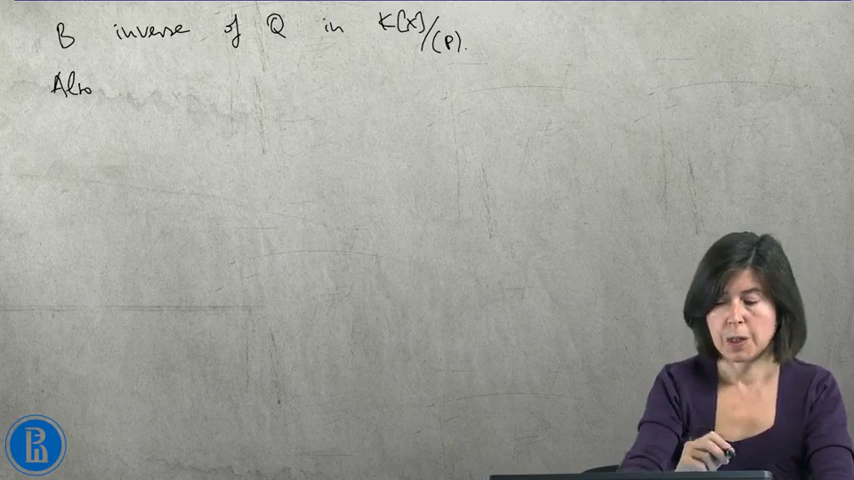 B inverse of Q in K[X]/(P).
Also